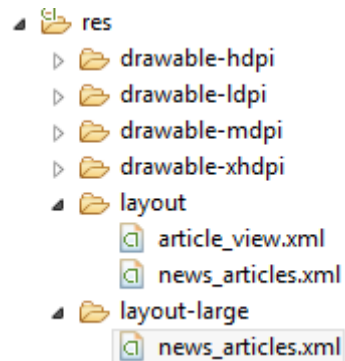 res
drawable-hdpi
drawable-ldpi
drawable-mdpi
drawable-xhdpi
layout
article_view.xml
news_articles.xml
layout-large
news_articles.xml